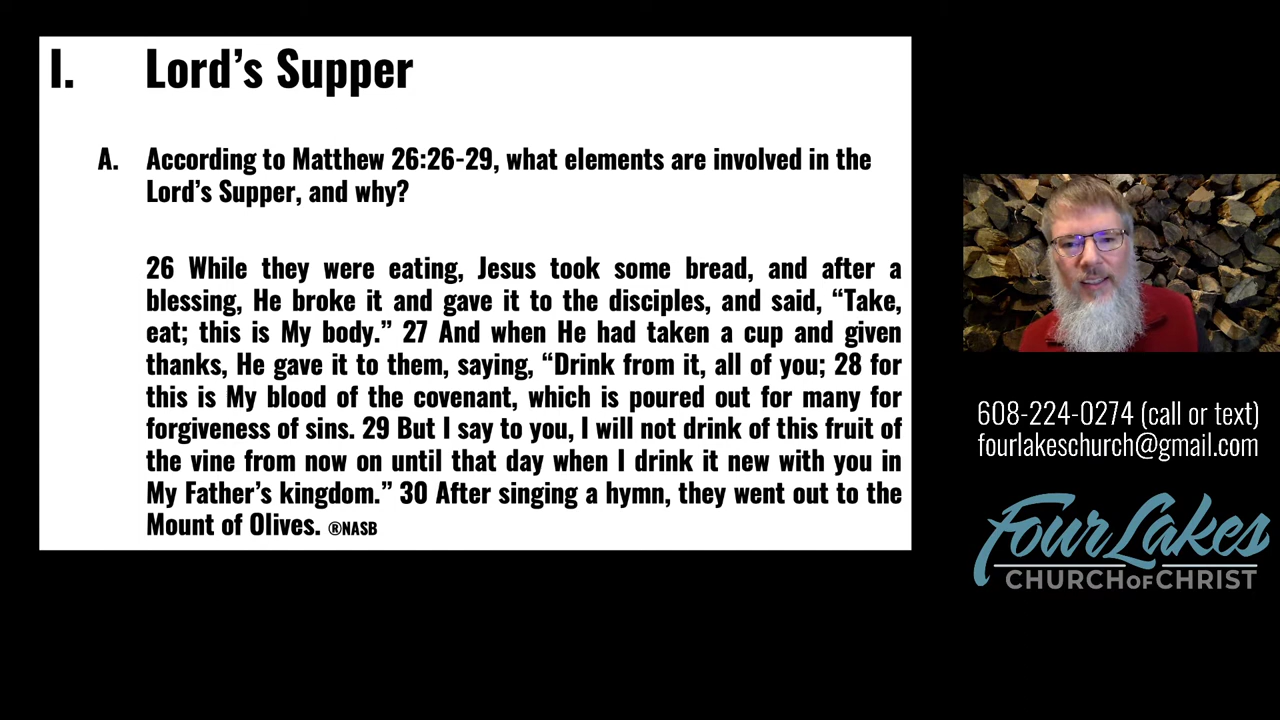 I. Lord’s Supper
A. According to Matthew 26:26-29, what elements are involved in the
Lord’s Supper, and why?
26 While they were eating, Jesus took some bread, and after a
blessing, He broke it and gave it to the disciples, and said, “Take,
eat; this is My body.” 27 And when He had taken a cup and given
thanks, He gave it to them, saying, “Drink from it, all of you; 28 for
this is My blood of the covenant, which is poured out for many for
forgiveness of sins. 29 But I say to you, I will not drink of this fruit of
the vine from now on until that day when I drink it new with you in
My Father’s kingdom.” 30 After singing a hymn, they went out to the
Mount of Olives. ®NASB
608-224-0274 (call or text)
fourlakeschurch@gmail.com
Four Lakes
CHURCH OF CHRIST